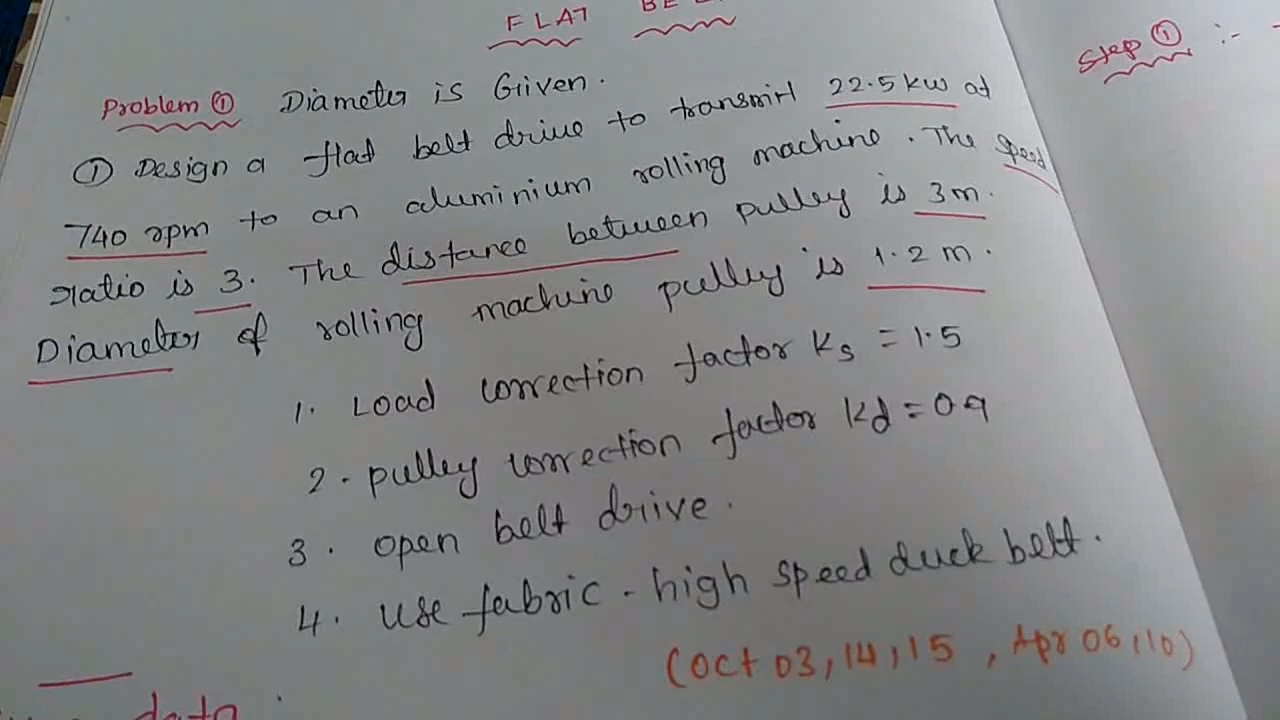 FLAT BE
Problem ① Diameter is Given.
① Design a flat belt drive to transmit 22.5 kw at
740 rpm to an aluminium rolling machine. The speed
ratio is 3. The distance between pulley is 3m.
Diameter of rolling machine pulley is 1.2 m.
1. Load correction factor Ks = 1.5
2. pulley correction factor Kd = 0.9
3. open belt drive.
4. use fabric - high speed duck belt.
(Oct 03, 14, 15, Apr 06, 10)
data :
Step ① :-